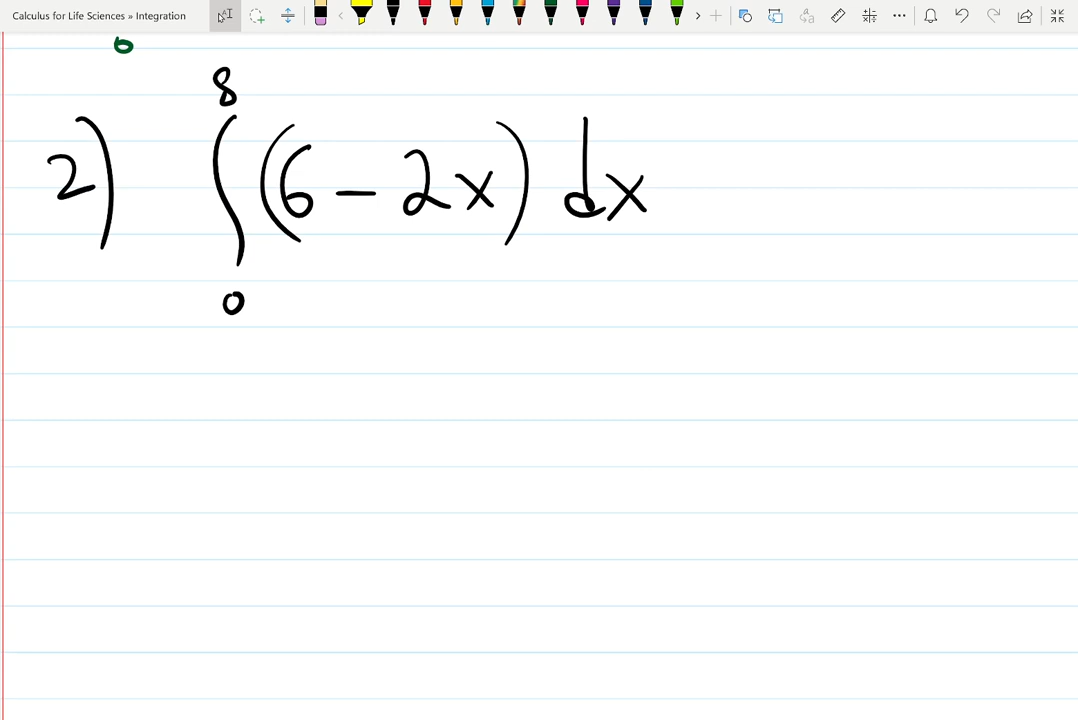 Calculus for Life Sciences » Integration
6
8
2) ∫(6 - 2x) dx
0